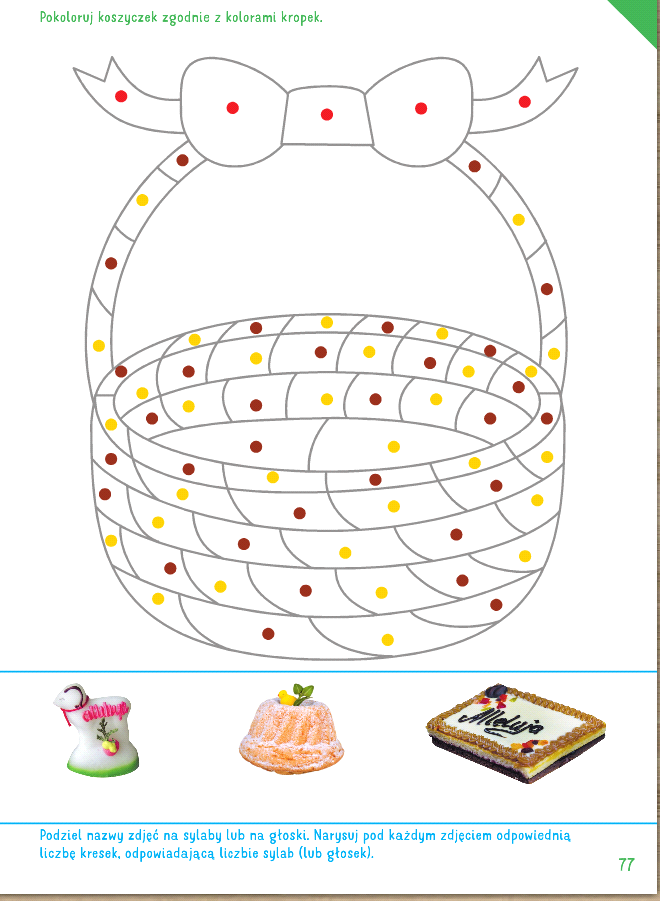 Pokoloruj koszyczek zgodnie z kolorami kropek.
Alleluja
Podziel nazwy zdjęć na sylaby lub na głoski. Narysuj pod każdym zdjęciem odpowiednią
liczbę kresek, odpowiadającą liczbie sylab (lub głosek).
77